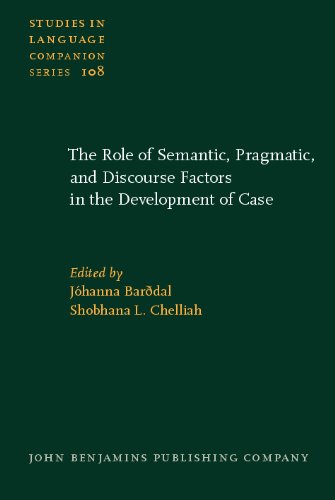 STUDIES IN
LANGUAGE
COMPANION
SERIES 108
The Role of Semantic, Pragmatic,
and Discourse Factors
in the Development of Case
Edited by
Jóhanna Barðdal
Shobhana L. Chelliah
JOHN BENJAMINS PUBLISHING COMPANY